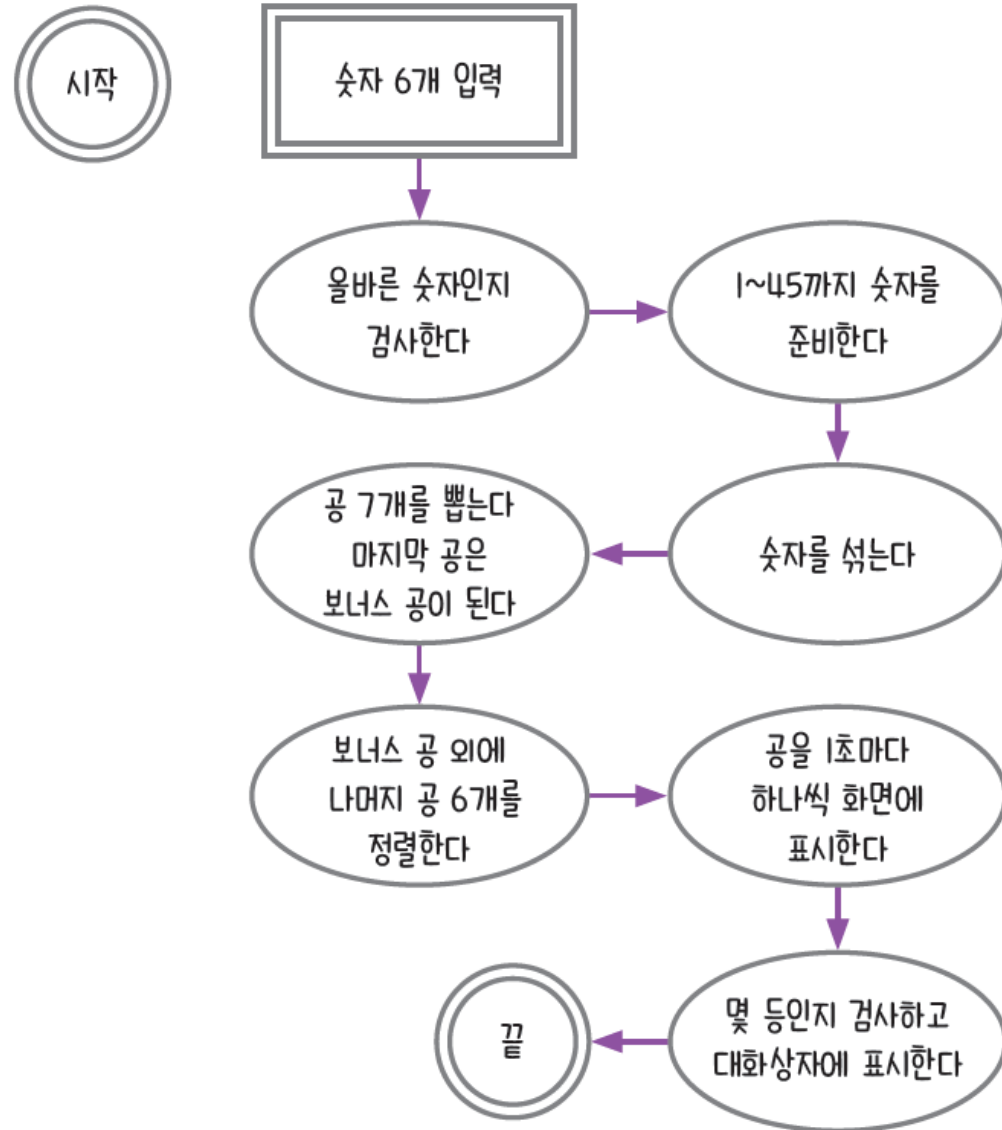 시작
숫자 6개 입력
올바른 숫자인지
검사한다
1~45까지 숫자를
준비한다
숫자를 섞는다
공 7개를 뽑는다
마지막 공은
보너스 공이 된다
보너스 공 외에
나머지 공 6개를
정렬한다
공을 1초마다
하나씩 화면에
표시한다
몇 등인지 검사하고
대화상자에 표시한다
끝